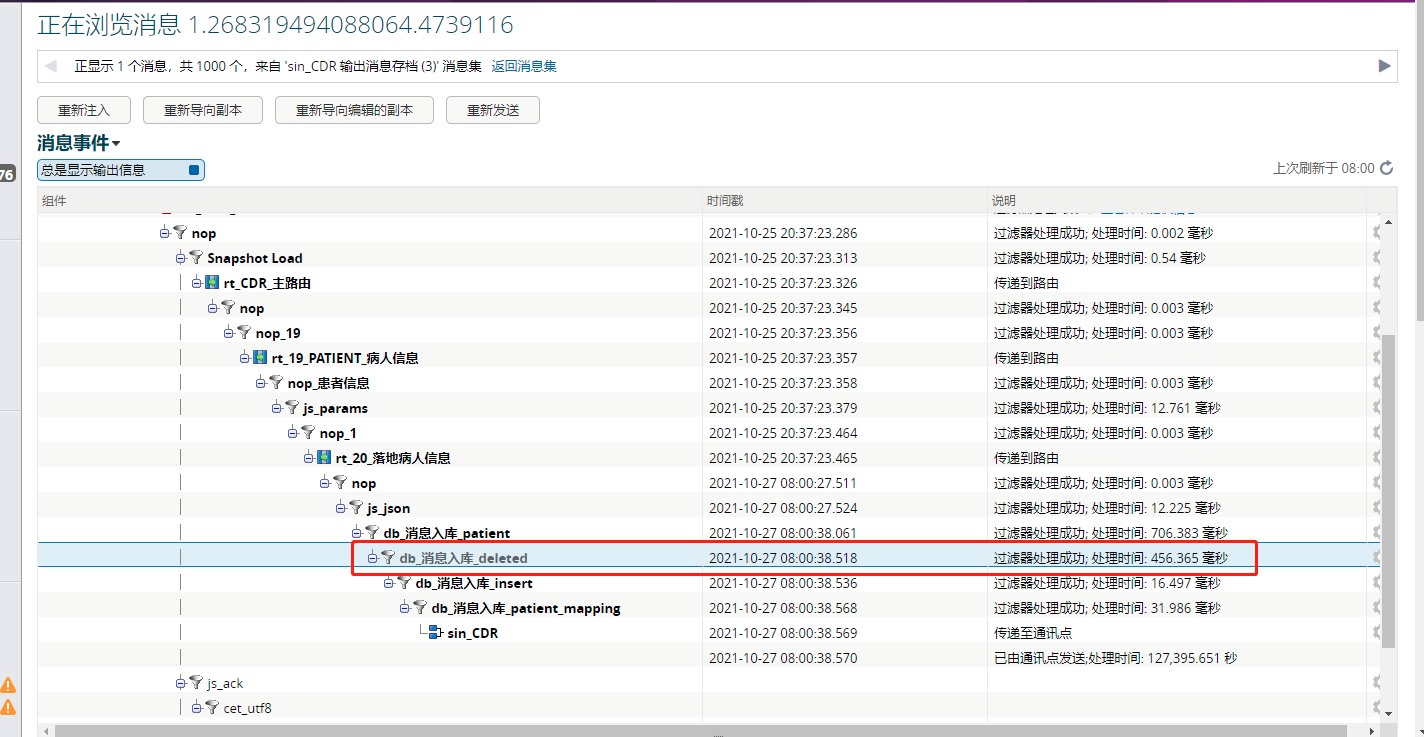 正在浏览消息 1.268319494088064.4739116
正显示 1 个消息，共 1000 个，来自 'sin_CDR 输出消息存档 (3)' 消息集 返回消息集
重新注入 重新导向副本 重新导向编辑的副本 重新发送
消息事件
总是显示输出信息
76
上次刷新于 08:00
组件 时间戳 说明
nop 2021-10-25 20:37:23.286 过滤器处理成功; 处理时间: 0.002 毫秒
Snapshot Load 2021-10-25 20:37:23.313 过滤器处理成功; 处理时间: 0.54 毫秒
rt_CDR_主路由 2021-10-25 20:37:23.326 传递到路由
nop 2021-10-25 20:37:23.345 过滤器处理成功; 处理时间: 0.003 毫秒
nop_19 2021-10-25 20:37:23.356 过滤器处理成功; 处理时间: 0.003 毫秒
rt_19_PATIENT_病人信息 2021-10-25 20:37:23.357 传递到路由
nop_患者信息 2021-10-25 20:37:23.358 过滤器处理成功; 处理时间: 0.003 毫秒
js_params 2021-10-25 20:37:23.379 过滤器处理成功; 处理时间: 12.761 毫秒
nop_1 2021-10-25 20:37:23.464 过滤器处理成功; 处理时间: 0.003 毫秒
rt_20_落地病人信息 2021-10-25 20:37:23.465 传递到路由
nop 2021-10-27 08:00:27.511 过滤器处理成功; 处理时间: 0.003 毫秒
js_json 2021-10-27 08:00:27.524 过滤器处理成功; 处理时间: 12.225 毫秒
db_消息入库_patient 2021-10-27 08:00:38.061 过滤器处理成功; 处理时间: 706.383 毫秒
db_消息入库_deleted 2021-10-27 08:00:38.518 过滤器处理成功; 处理时间: 456.365 毫秒
db_消息入库_insert 2021-10-27 08:00:38.536 过滤器处理成功; 处理时间: 16.497 毫秒
db_消息入库_patient_mapping 2021-10-27 08:00:38.568 过滤器处理成功; 处理时间: 31.986 毫秒
sin_CDR 2021-10-27 08:00:38.569 传递至通讯点
2021-10-27 08:00:38.570 已由通讯点发送;处理时间: 127,395.651 秒
js_ack
cet_utf8